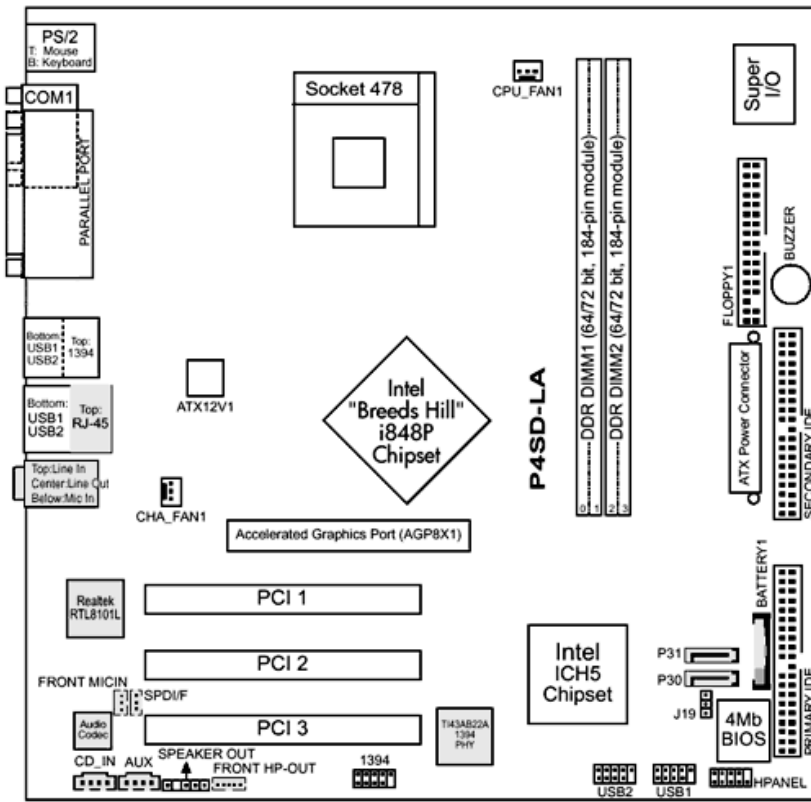 PS/2
T: Mouse
B: Keyboard
COM1
PARALLEL PORT
Socket 478
CPU_FAN1
Super
I/O
DDR DIMM1 (64/72 bit, 184-pin module)
DDR DIMM2 (64/72 bit, 184-pin module)
0 1
2 3
FLOPPY1
BUZZER
Bottom:
USB1
USB2
Top:
1394
Bottom:
USB1
USB2
Top:
RJ-45
Top:Line In
Center:Line Out
Below:Mic In
ATX12V1
CHA_FAN1
Intel
"Breeds Hill"
i848P
Chipset
P4SD-LA
ATX Power Connector
SECONDARY IDE
Accelerated Graphics Port (AGP8X1)
Realtek
RTL8101L
PCI 1
PCI 2
PCI 3
Intel
ICH5
Chipset
BATTERY1
P31
P30
J19
4Mb
BIOS
PRIMARY IDE
FRONT MICIN
SPDI/F
Audio
Codec
TI43AB22A
1394
PHY
CD_IN
AUX
SPEAKER OUT
FRONT HP-OUT
1394
USB2
USB1
HPANEL